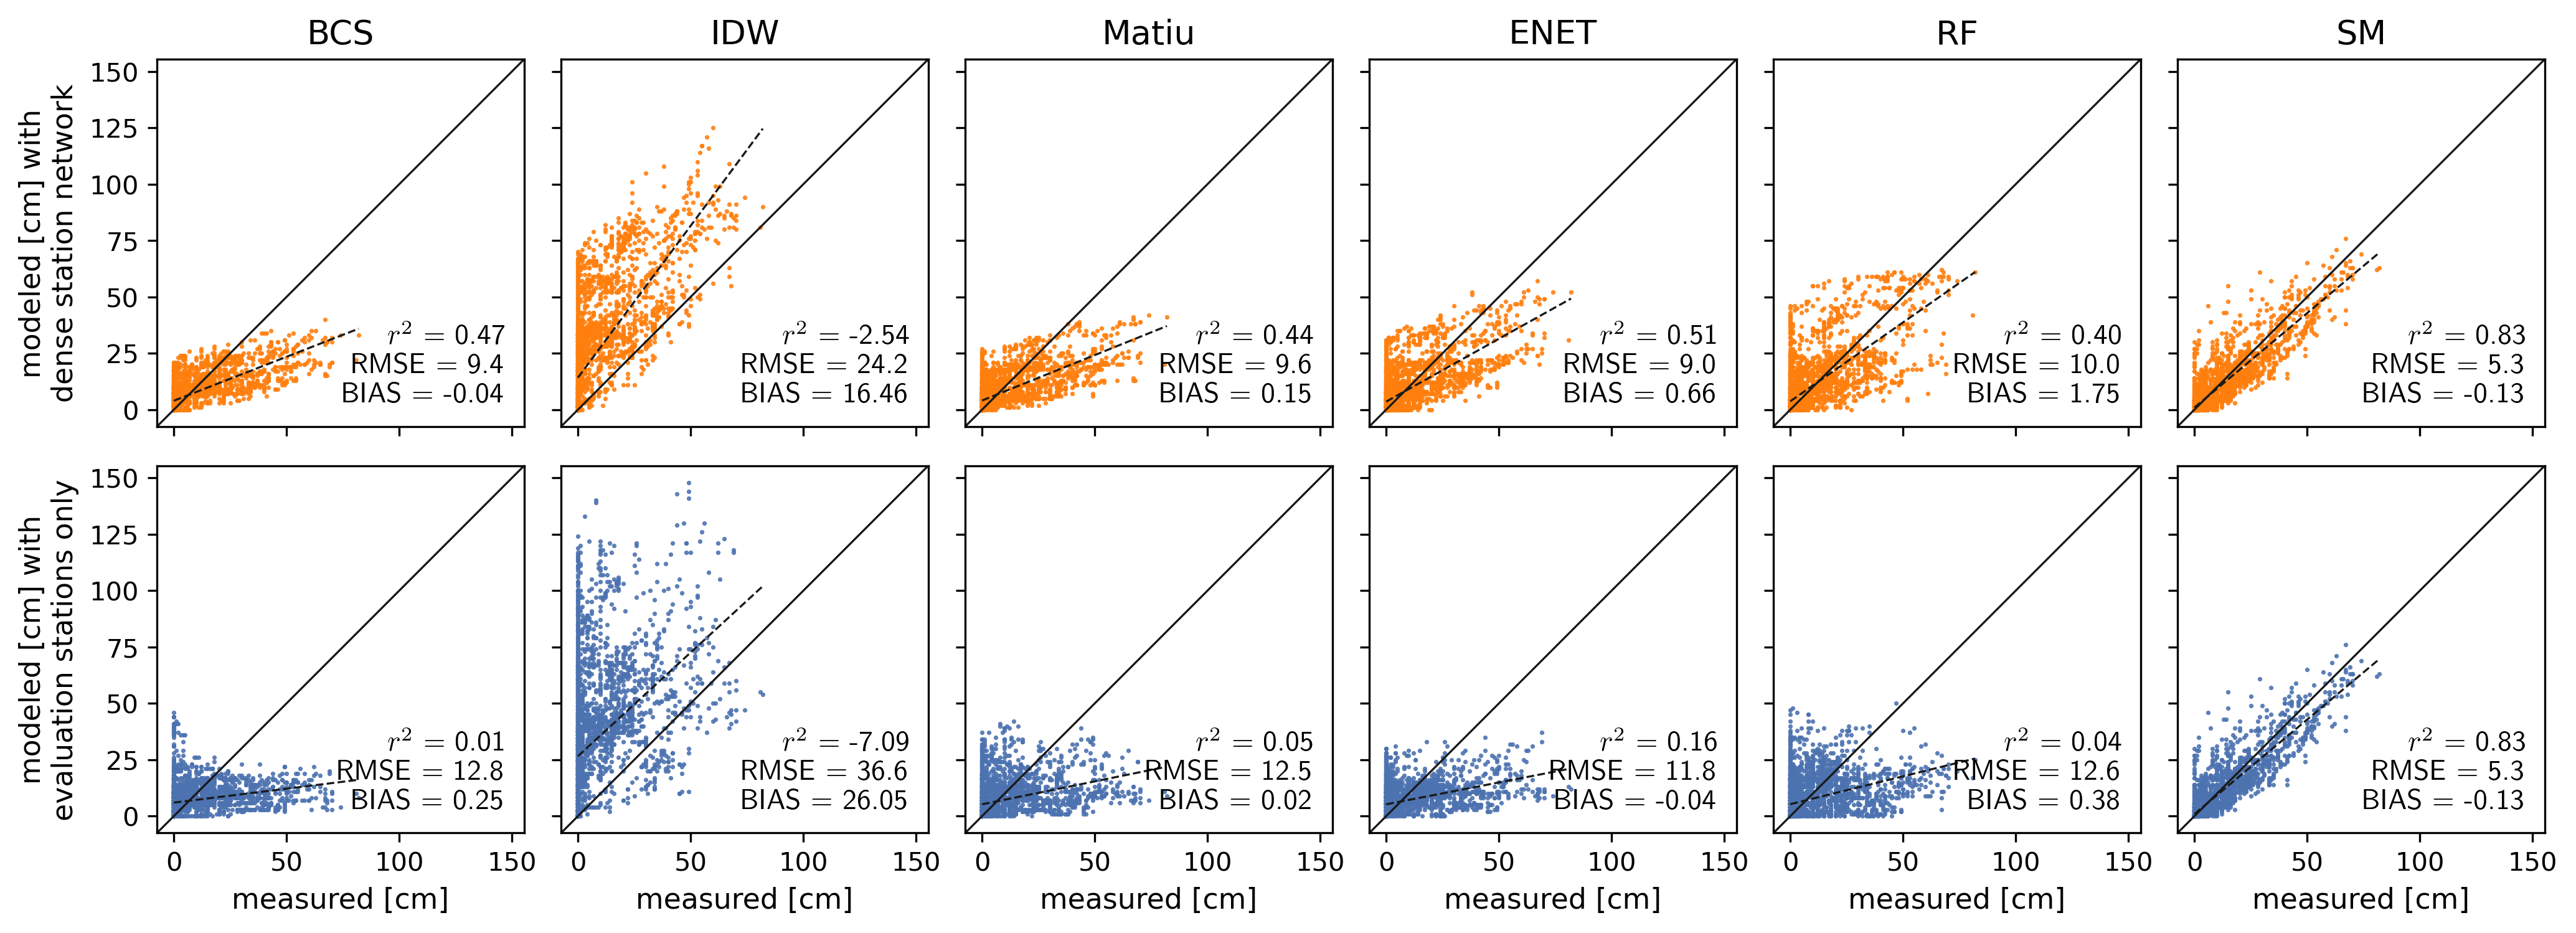 BCS IDW Matiu ENET RF SM
modeled [cm] with
dense station network
150
125
100
75
50
25
0
r² = 0.47
RMSE = 9.4
BIAS = -0.04
0 50 100 150
r² = -2.54
RMSE = 24.2
BIAS = 16.46
r² = 0.44
RMSE = 9.6
BIAS = 0.15
r² = 0.51
RMSE = 9.0
BIAS = 0.66
r² = 0.40
RMSE = 10.0
BIAS = 1.75
r² = 0.83
RMSE = 5.3
BIAS = -0.13
modeled [cm] with
evaluation stations only
150
125
100
75
50
25
0
r² = 0.01
RMSE = 12.8
BIAS = 0.25
0 50 100 150
measured [cm]
r² = -7.09
RMSE = 36.6
BIAS = 26.05
0 50 100 150
measured [cm]
r² = 0.05
RMSE = 12.5
BIAS = 0.02
0 50 100 150
measured [cm]
r² = 0.16
RMSE = 11.8
BIAS = -0.04
0 50 100 150
measured [cm]
r² = 0.04
RMSE = 12.6
BIAS = 0.38
0 50 100 150
measured [cm]
r² = 0.83
RMSE = 5.3
BIAS = -0.13
0 50 100 150
measured [cm]